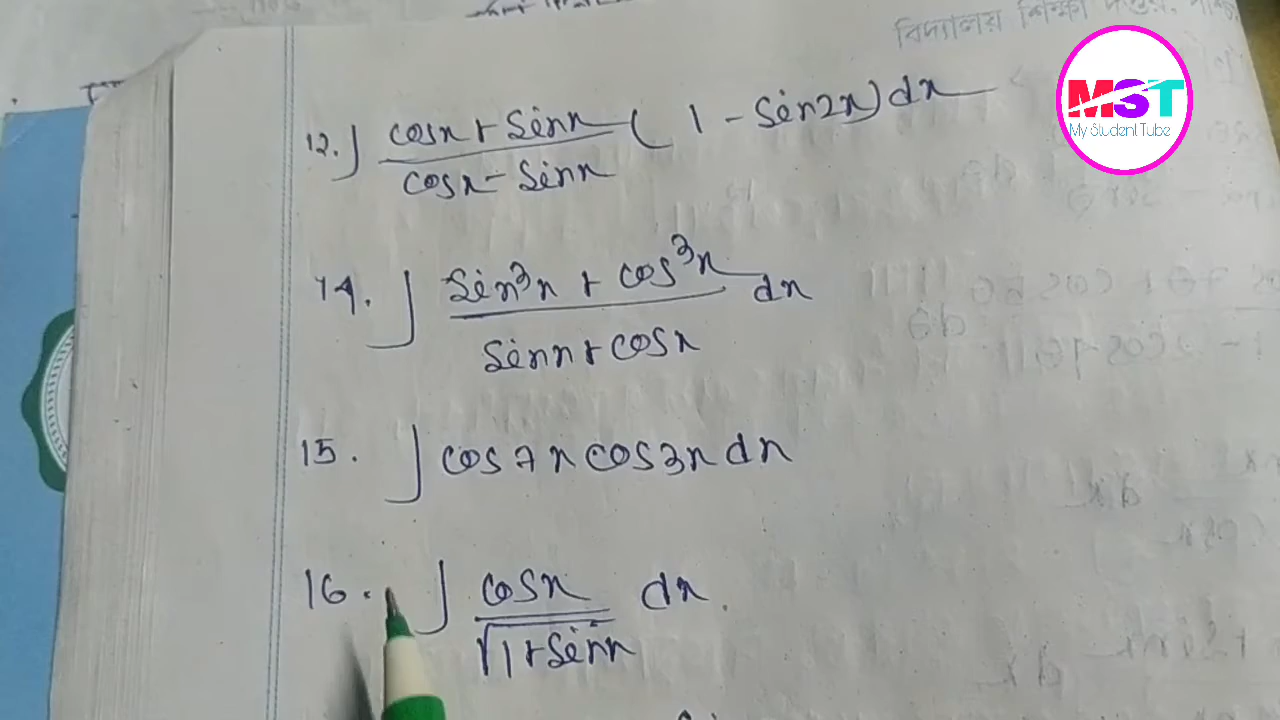 বিদ্যালয় শিক্ষা
MST
My Student Tube
12. ∫ cosx + sinx / cosx - sinx ( 1 - sin2x) dx
14. ∫ sin³x + cos³x / sinx + cosx dx
15. ∫ cos7x cos3x dx
16. ∫ cosx / √1+sinx dx.